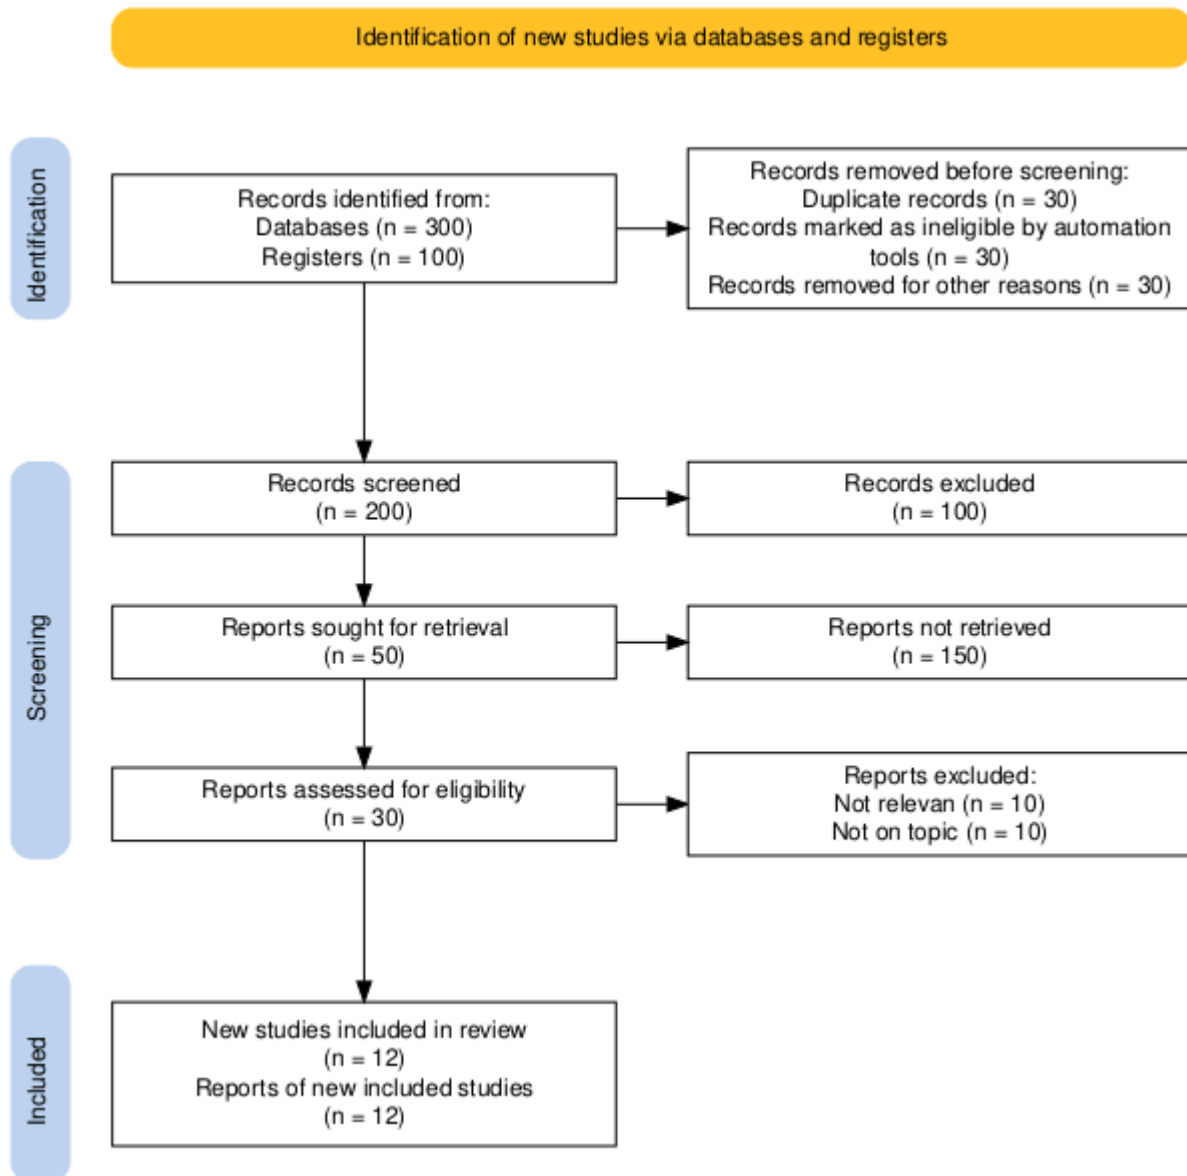 Identification of new studies via databases and registers
Identification
Records identified from:
Databases (n = 300)
Registers (n = 100)
Records removed before screening:
Duplicate records (n = 30)
Records marked as ineligible by automation
tools (n = 30)
Records removed for other reasons (n = 30)
Screening
Records screened
(n = 200)
Records excluded
(n = 100)
Reports sought for retrieval
(n = 50)
Reports not retrieved
(n = 150)
Reports assessed for eligibility
(n = 30)
Reports excluded:
Not relevan (n = 10)
Not on topic (n = 10)
Included
New studies included in review
(n = 12)
Reports of new included studies
(n = 12)